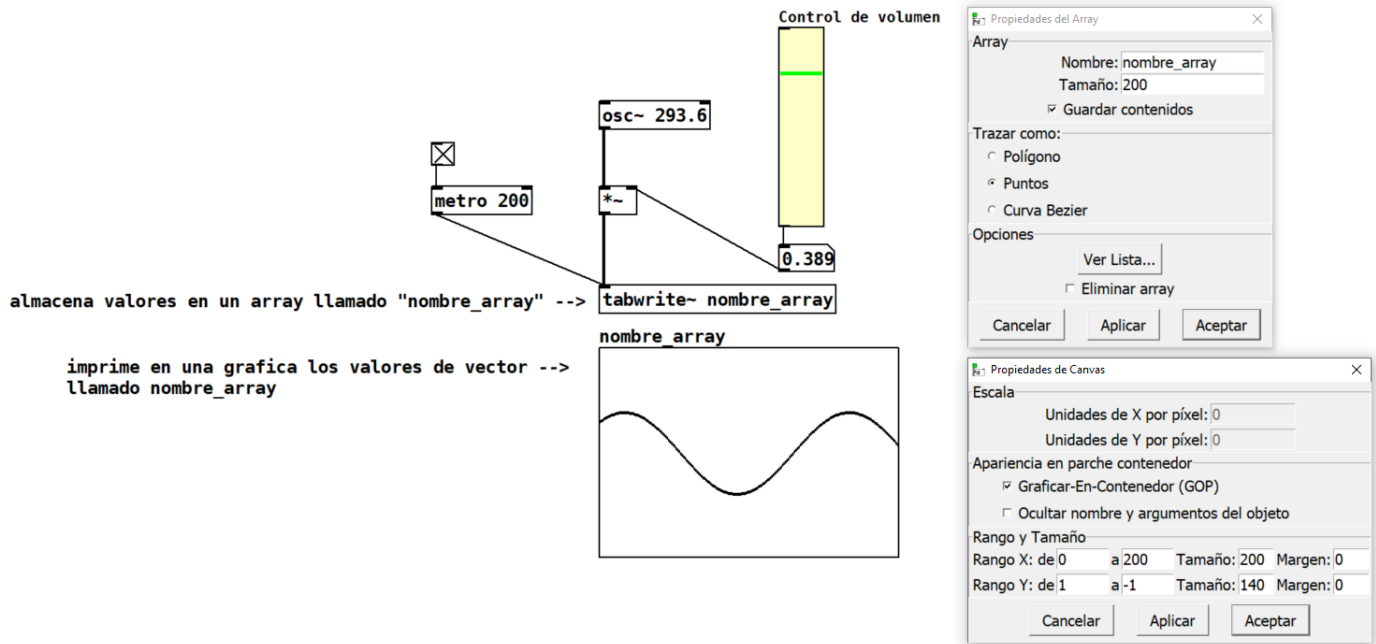 Control de volumen
osc~ 293.6
metro 200
*~
0.389
almacena valores en un array llamado "nombre_array" -->
tabwrite~ nombre_array
nombre_array
imprime en una grafica los valores de vector -->
llamado nombre_array
Propiedades del Array
Array
Nombre: nombre_array
Tamaño: 200
Guardar contenidos
Trazar como:
Polígono
Puntos
Curva Bezier
Opciones
Ver Lista...
Eliminar array
Cancelar Aplicar Aceptar
Propiedades de Canvas
Escala
Unidades de X por píxel: 0
Unidades de Y por píxel: 0
Apariencia en parche contenedor
Graficar-En-Contenedor (GOP)
Ocultar nombre y argumentos del objeto
Rango y Tamaño
Rango X: de 0 a 200 Tamaño: 200 Margen: 0
Rango Y: de 1 a -1 Tamaño: 140 Margen: 0
Cancelar Aplicar Aceptar